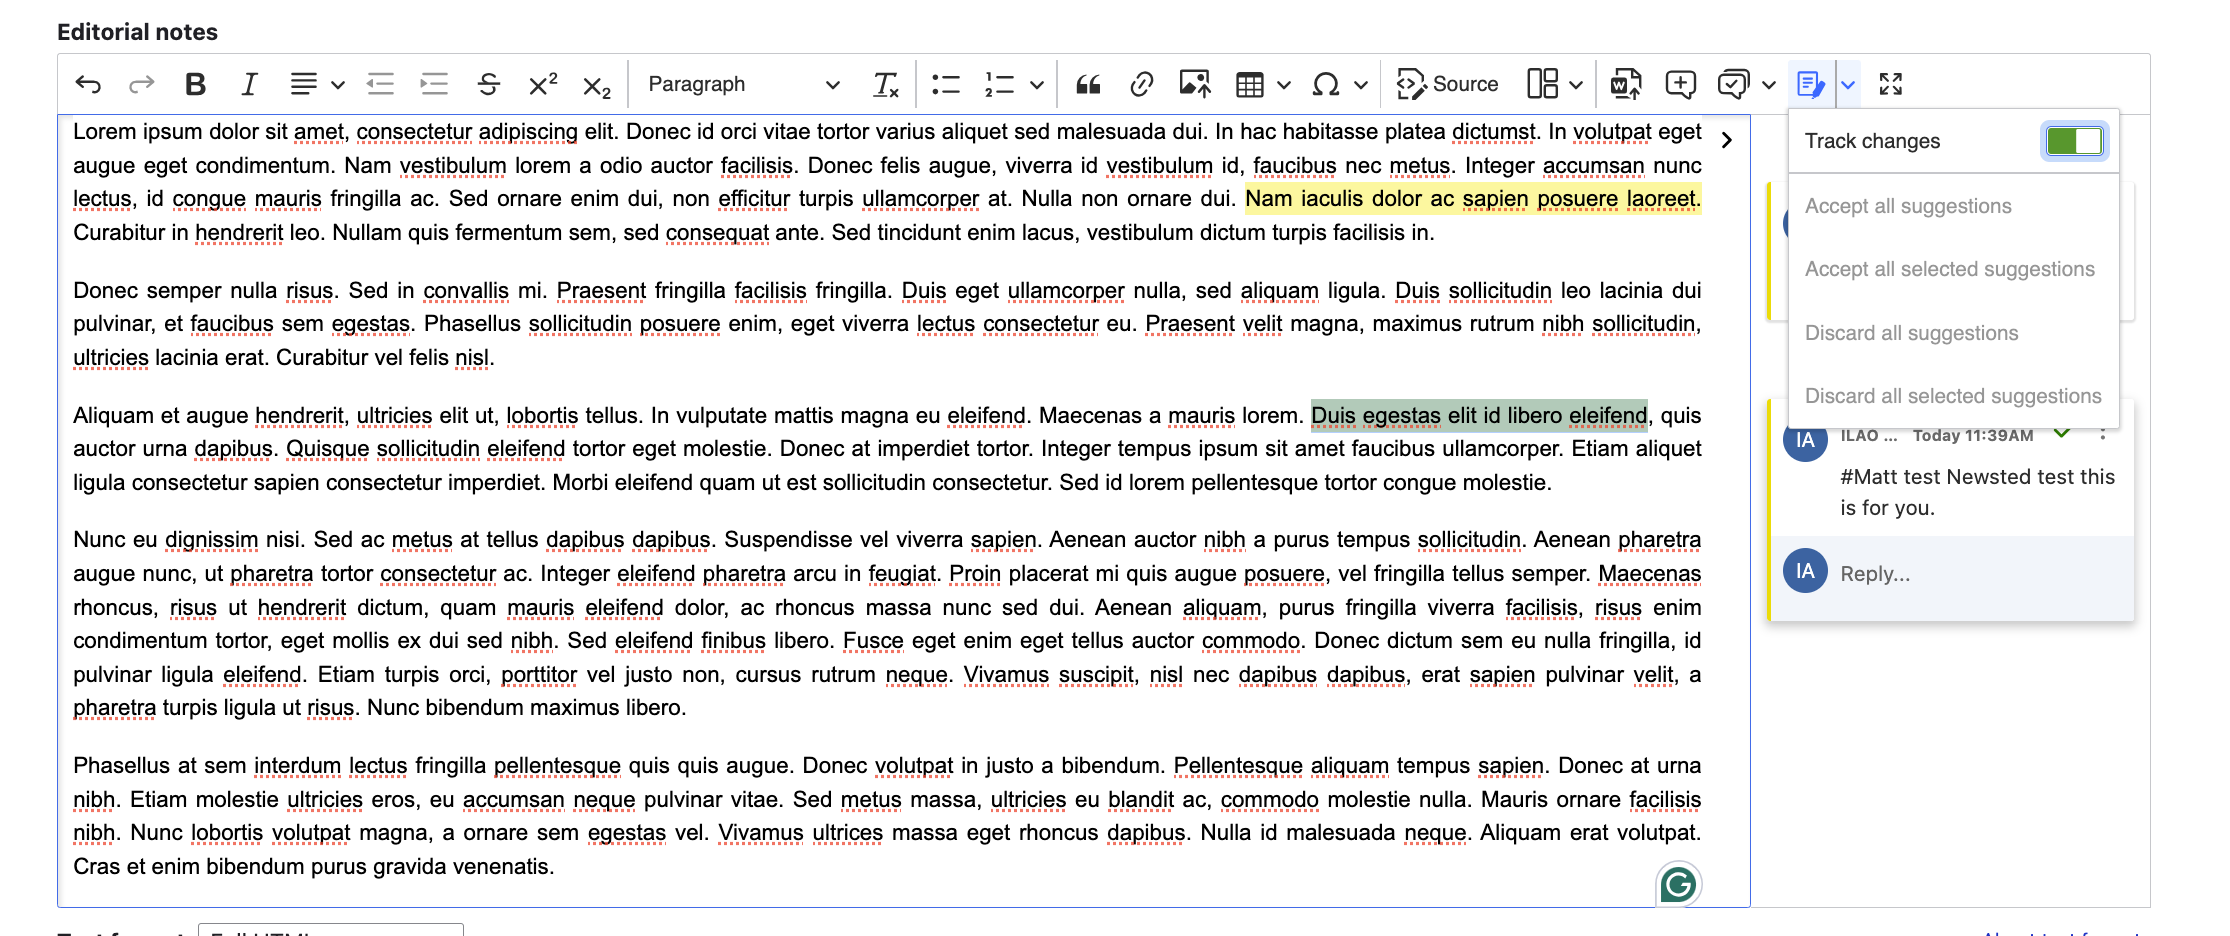 Editorial notes
Paragraph
Source
Track changes
Accept all suggestions
Accept all selected suggestions
Discard all suggestions
Discard all selected suggestions
Lorem ipsum dolor sit amet, consectetur adipiscing elit. Donec id orci vitae tortor varius aliquet sed malesuada dui. In hac habitasse platea dictumst. In volutpat eget
augue eget condimentum. Nam vestibulum lorem a odio auctor facilisis. Donec felis augue, viverra id vestibulum id, faucibus nec metus. Integer accumsan nunc
lectus, id congue mauris fringilla ac. Sed ornare enim dui, non efficitur turpis ullamcorper at. Nulla non ornare dui. Nam iaculis dolor ac sapien posuere laoreet.
Curabitur in hendrerit leo. Nullam quis fermentum sem, sed consequat ante. Sed tincidunt enim lacus, vestibulum dictum turpis facilisis in.
Donec semper nulla risus. Sed in convallis mi. Praesent fringilla facilisis fringilla. Duis eget ullamcorper nulla, sed aliquam ligula. Duis sollicitudin leo lacinia dui
pulvinar, et faucibus sem egestas. Phasellus sollicitudin posuere enim, eget viverra lectus consectetur eu. Praesent velit magna, maximus rutrum nibh sollicitudin,
ultricies lacinia erat. Curabitur vel felis nisl.
Aliquam et augue hendrerit, ultricies elit ut, lobortis tellus. In vulputate mattis magna eu eleifend. Maecenas a mauris lorem. Duis egestas elit id libero eleifend, quis
auctor urna dapibus. Quisque sollicitudin eleifend tortor eget molestie. Donec at imperdiet tortor. Integer tempus ipsum sit amet faucibus ullamcorper. Etiam aliquet
ligula consectetur sapien consectetur imperdiet. Morbi eleifend quam ut est sollicitudin consectetur. Sed id lorem pellentesque tortor congue molestie.
Nunc eu dignissim nisi. Sed ac metus at tellus dapibus dapibus. Suspendisse vel viverra sapien. Aenean auctor nibh a purus tempus sollicitudin. Aenean pharetra
augue nunc, ut pharetra tortor consectetur ac. Integer eleifend pharetra arcu in feugiat. Proin placerat mi quis augue posuere, vel fringilla tellus semper. Maecenas
rhoncus, risus ut hendrerit dictum, quam mauris eleifend dolor, ac rhoncus massa nunc sed dui. Aenean aliquam, purus fringilla viverra facilisis, risus enim
condimentum tortor, eget mollis ex dui sed nibh. Sed eleifend finibus libero. Fusce eget enim eget tellus auctor commodo. Donec dictum sem eu nulla fringilla, id
pulvinar ligula eleifend. Etiam turpis orci, porttitor vel justo non, cursus rutrum neque. Vivamus suscipit, nisl nec dapibus dapibus, erat sapien pulvinar velit, a
pharetra turpis ligula ut risus. Nunc bibendum maximus libero.
Phasellus at sem interdum lectus fringilla pellentesque quis quis augue. Donec volutpat in justo a bibendum. Pellentesque aliquam tempus sapien. Donec at urna
nibh. Etiam molestie ultricies eros, eu accumsan neque pulvinar vitae. Sed metus massa, ultricies eu blandit ac, commodo molestie nulla. Mauris ornare facilisis
nibh. Nunc lobortis volutpat magna, a ornare sem egestas vel. Vivamus ultrices massa eget rhoncus dapibus. Nulla id malesuada neque. Aliquam erat volutpat.
Cras et enim bibendum purus gravida venenatis.
IA ILAO ... Today 11:39AM
#Matt test Newsted test this
is for you.
IA Reply...